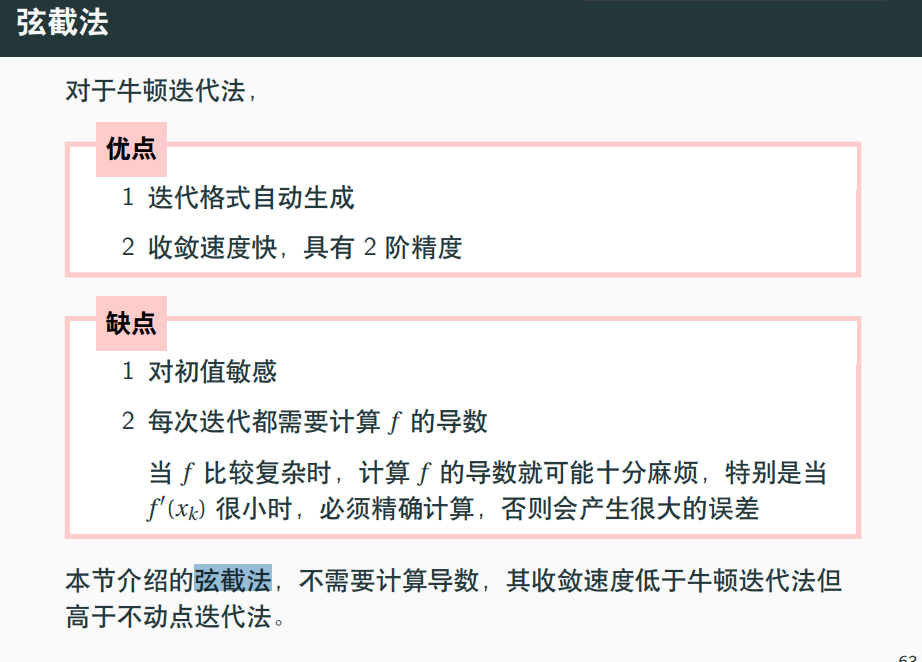 弦截法
对于牛顿迭代法，
优点
1 迭代格式自动生成
2 收敛速度快，具有 2 阶精度
缺点
1 对初值敏感
2 每次迭代都需要计算 f 的导数
当 f 比较复杂时，计算 f 的导数就可能十分麻烦，特别是当
f′(xₖ) 很小时，必须精确计算，否则会产生很大的误差
本节介绍的弦截法，不需要计算导数，其收敛速度低于牛顿迭代法但
高于不动点迭代法。